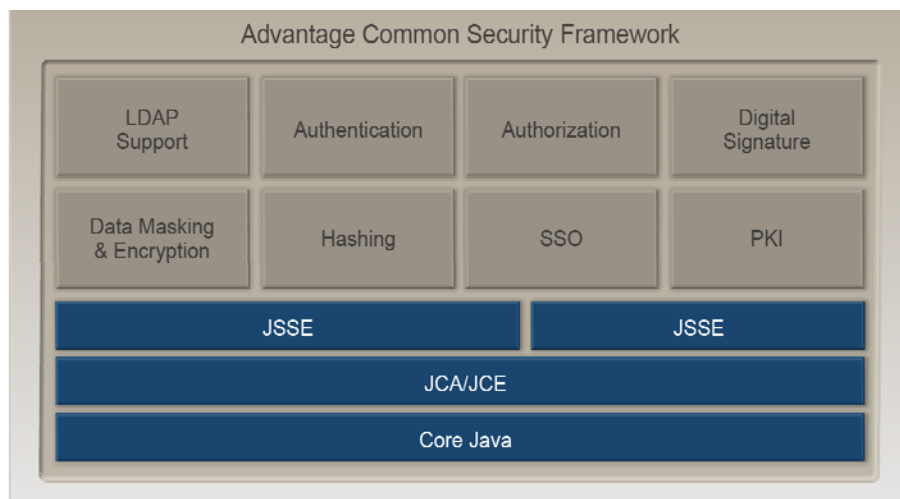 Advantage Common Security Framework
LDAP
Support
Authentication
Authorization
Digital
Signature
Data Masking
& Encryption
Hashing
SSO
PKI
JSSE
JSSE
JCA/JCE
Core Java